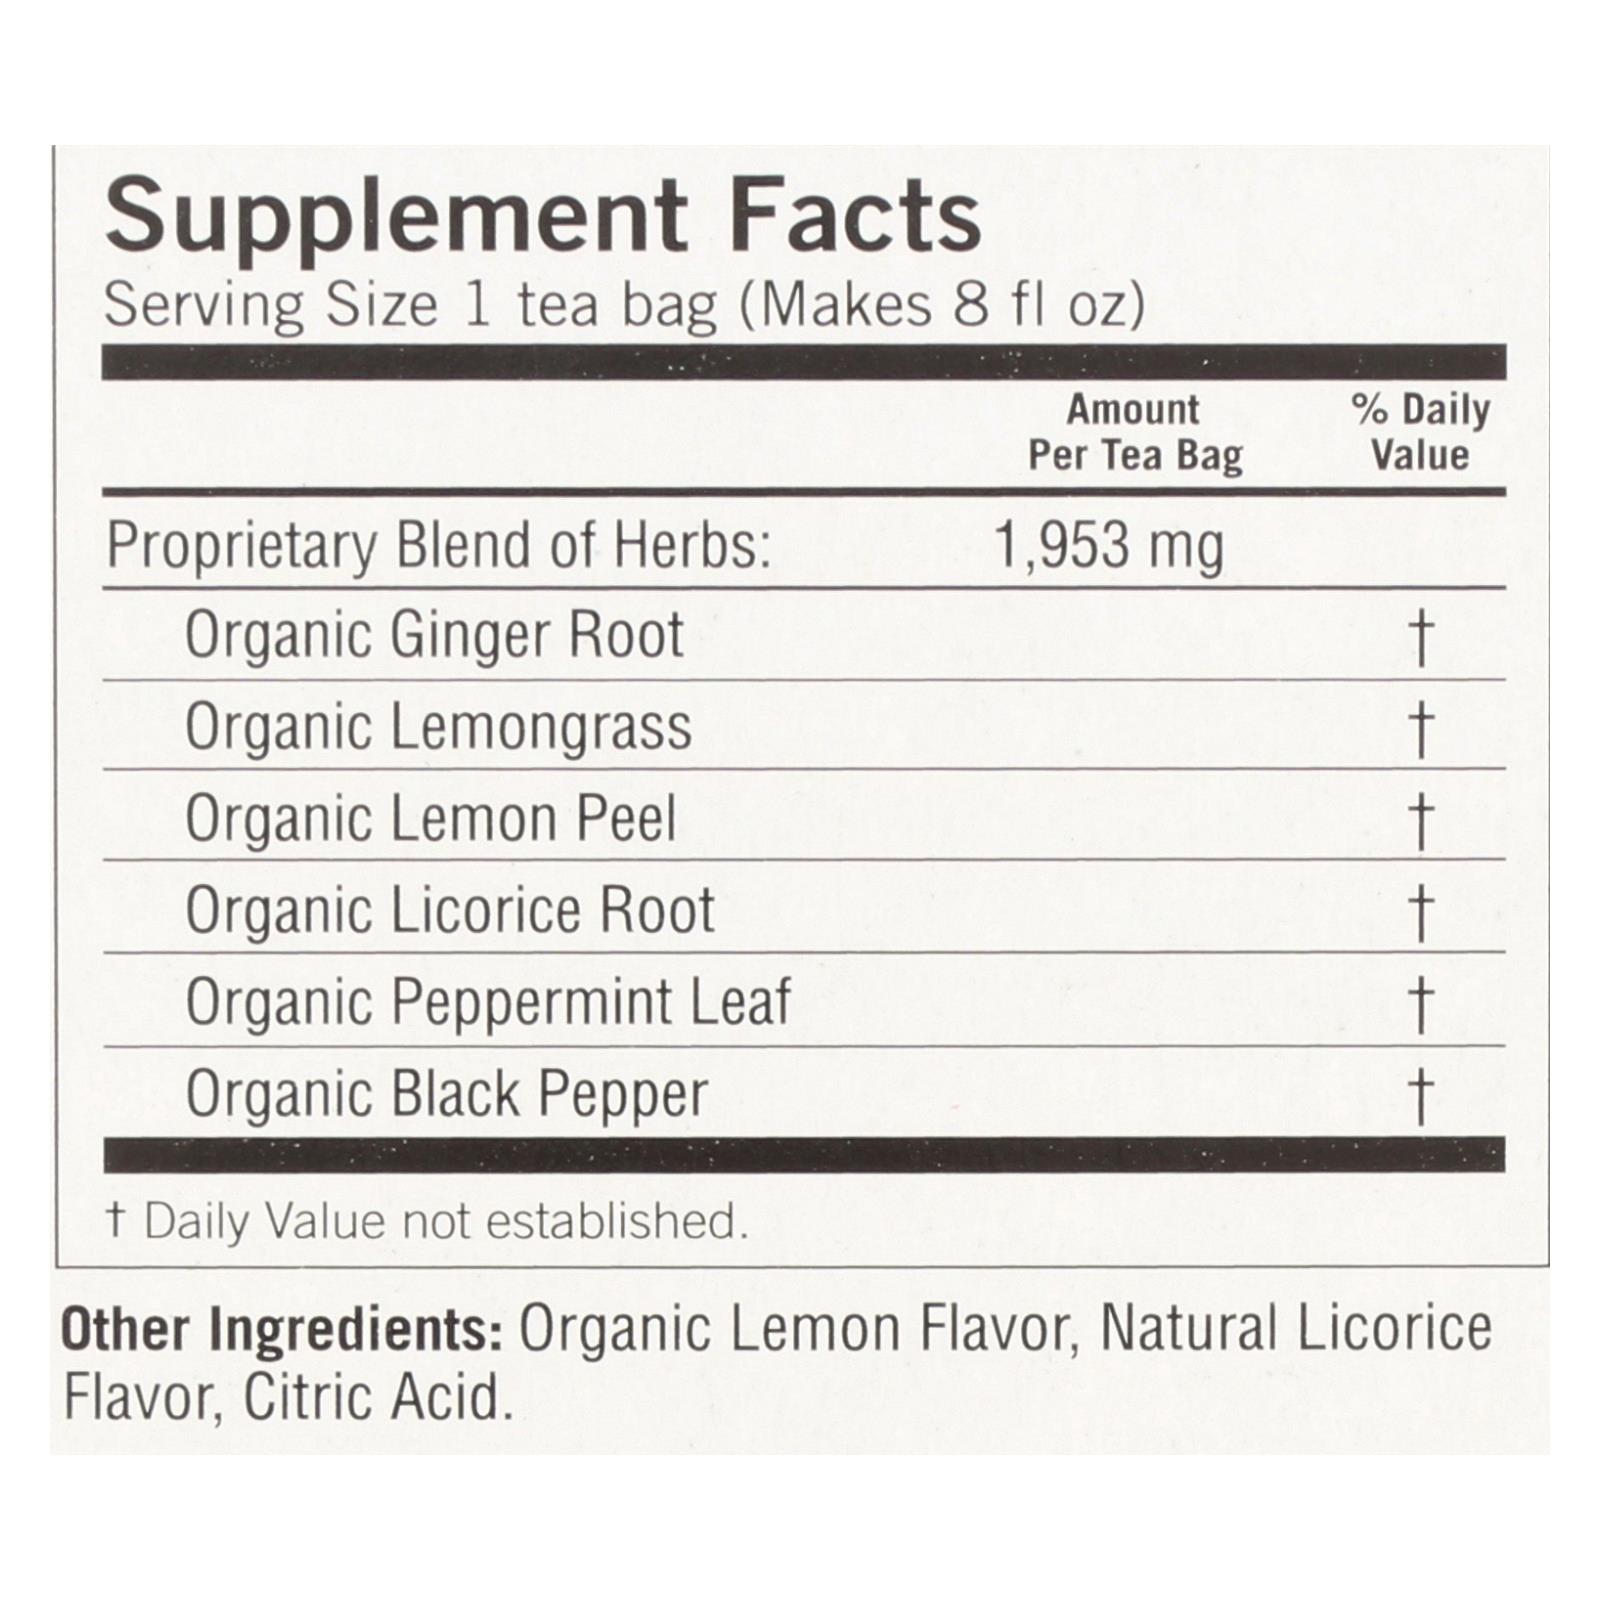 Supplement Facts
Serving Size 1 tea bag (Makes 8 fl oz)
Amount Per Tea Bag % Daily Value
Proprietary Blend of Herbs: 1,953 mg
Organic Ginger Root †
Organic Lemongrass †
Organic Lemon Peel †
Organic Licorice Root †
Organic Peppermint Leaf †
Organic Black Pepper †
† Daily Value not established.
Other Ingredients: Organic Lemon Flavor, Natural Licorice
Flavor, Citric Acid.